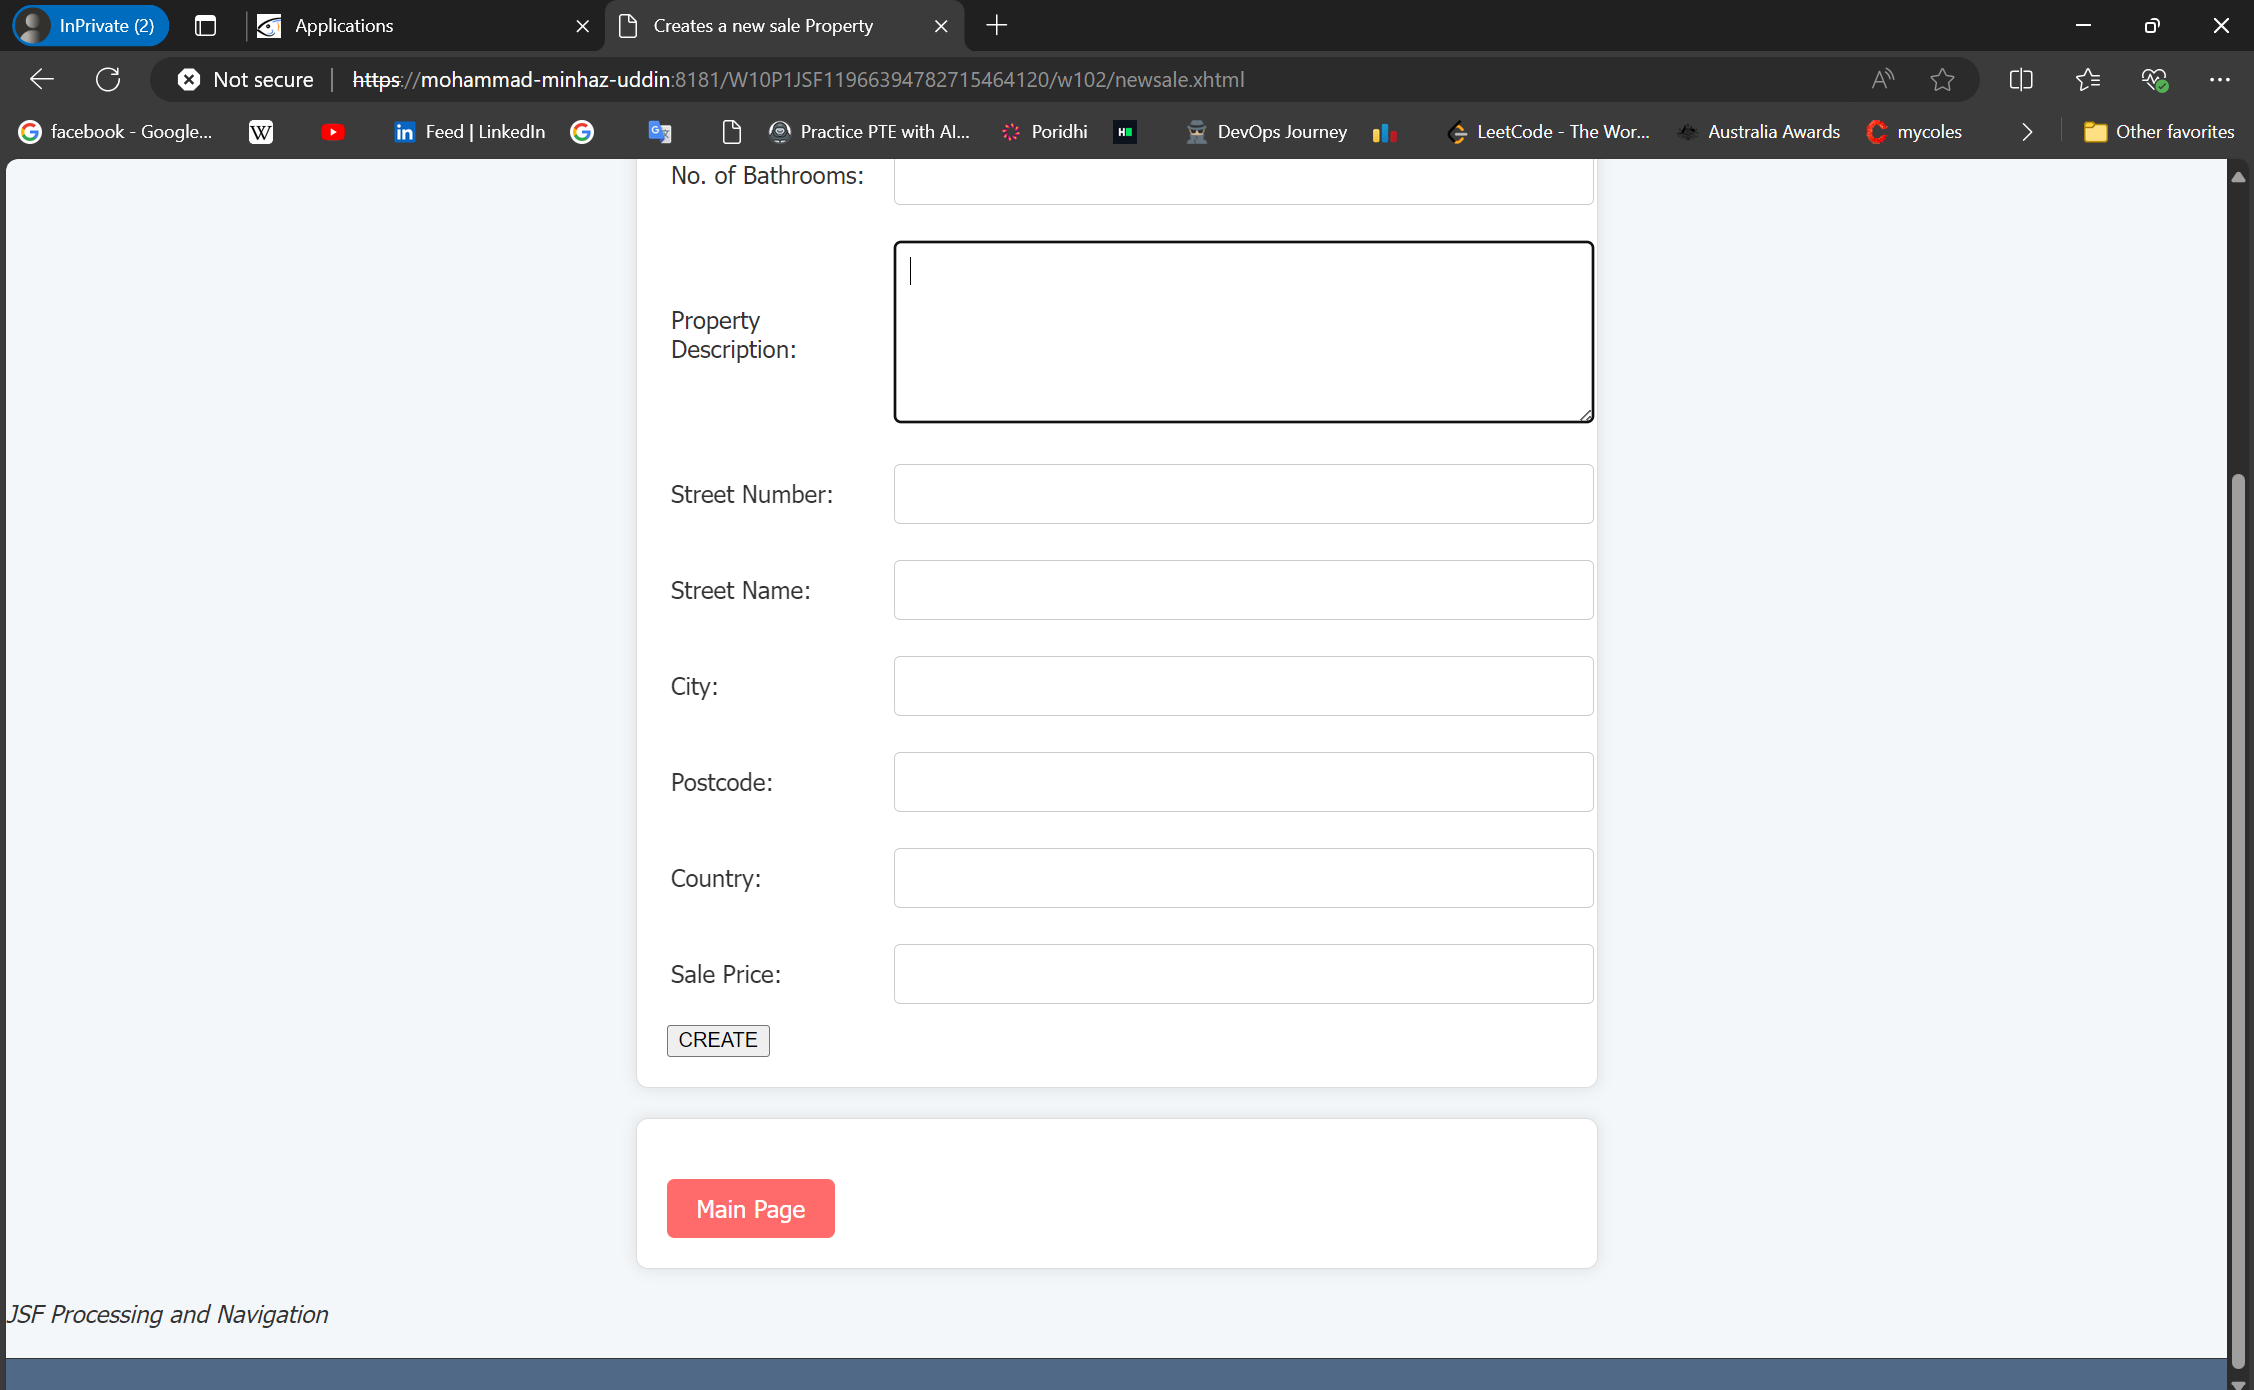 InPrivate (2)
Applications
Creates a new sale Property
Not secure
https://mohammad-minhaz-uddin:8181/W10P1JSF11966394782715464120/w102/newsale.xhtml
facebook - Google...
W
in Feed | LinkedIn
Practice PTE with AI...
Poridhi
DevOps Journey
LeetCode - The Wor...
Australia Awards
mycoles
Other favorites
No. of Bathrooms:
Property
Description:
Street Number:
Street Name:
City:
Postcode:
Country:
Sale Price:
CREATE
Main Page
JSF Processing and Navigation